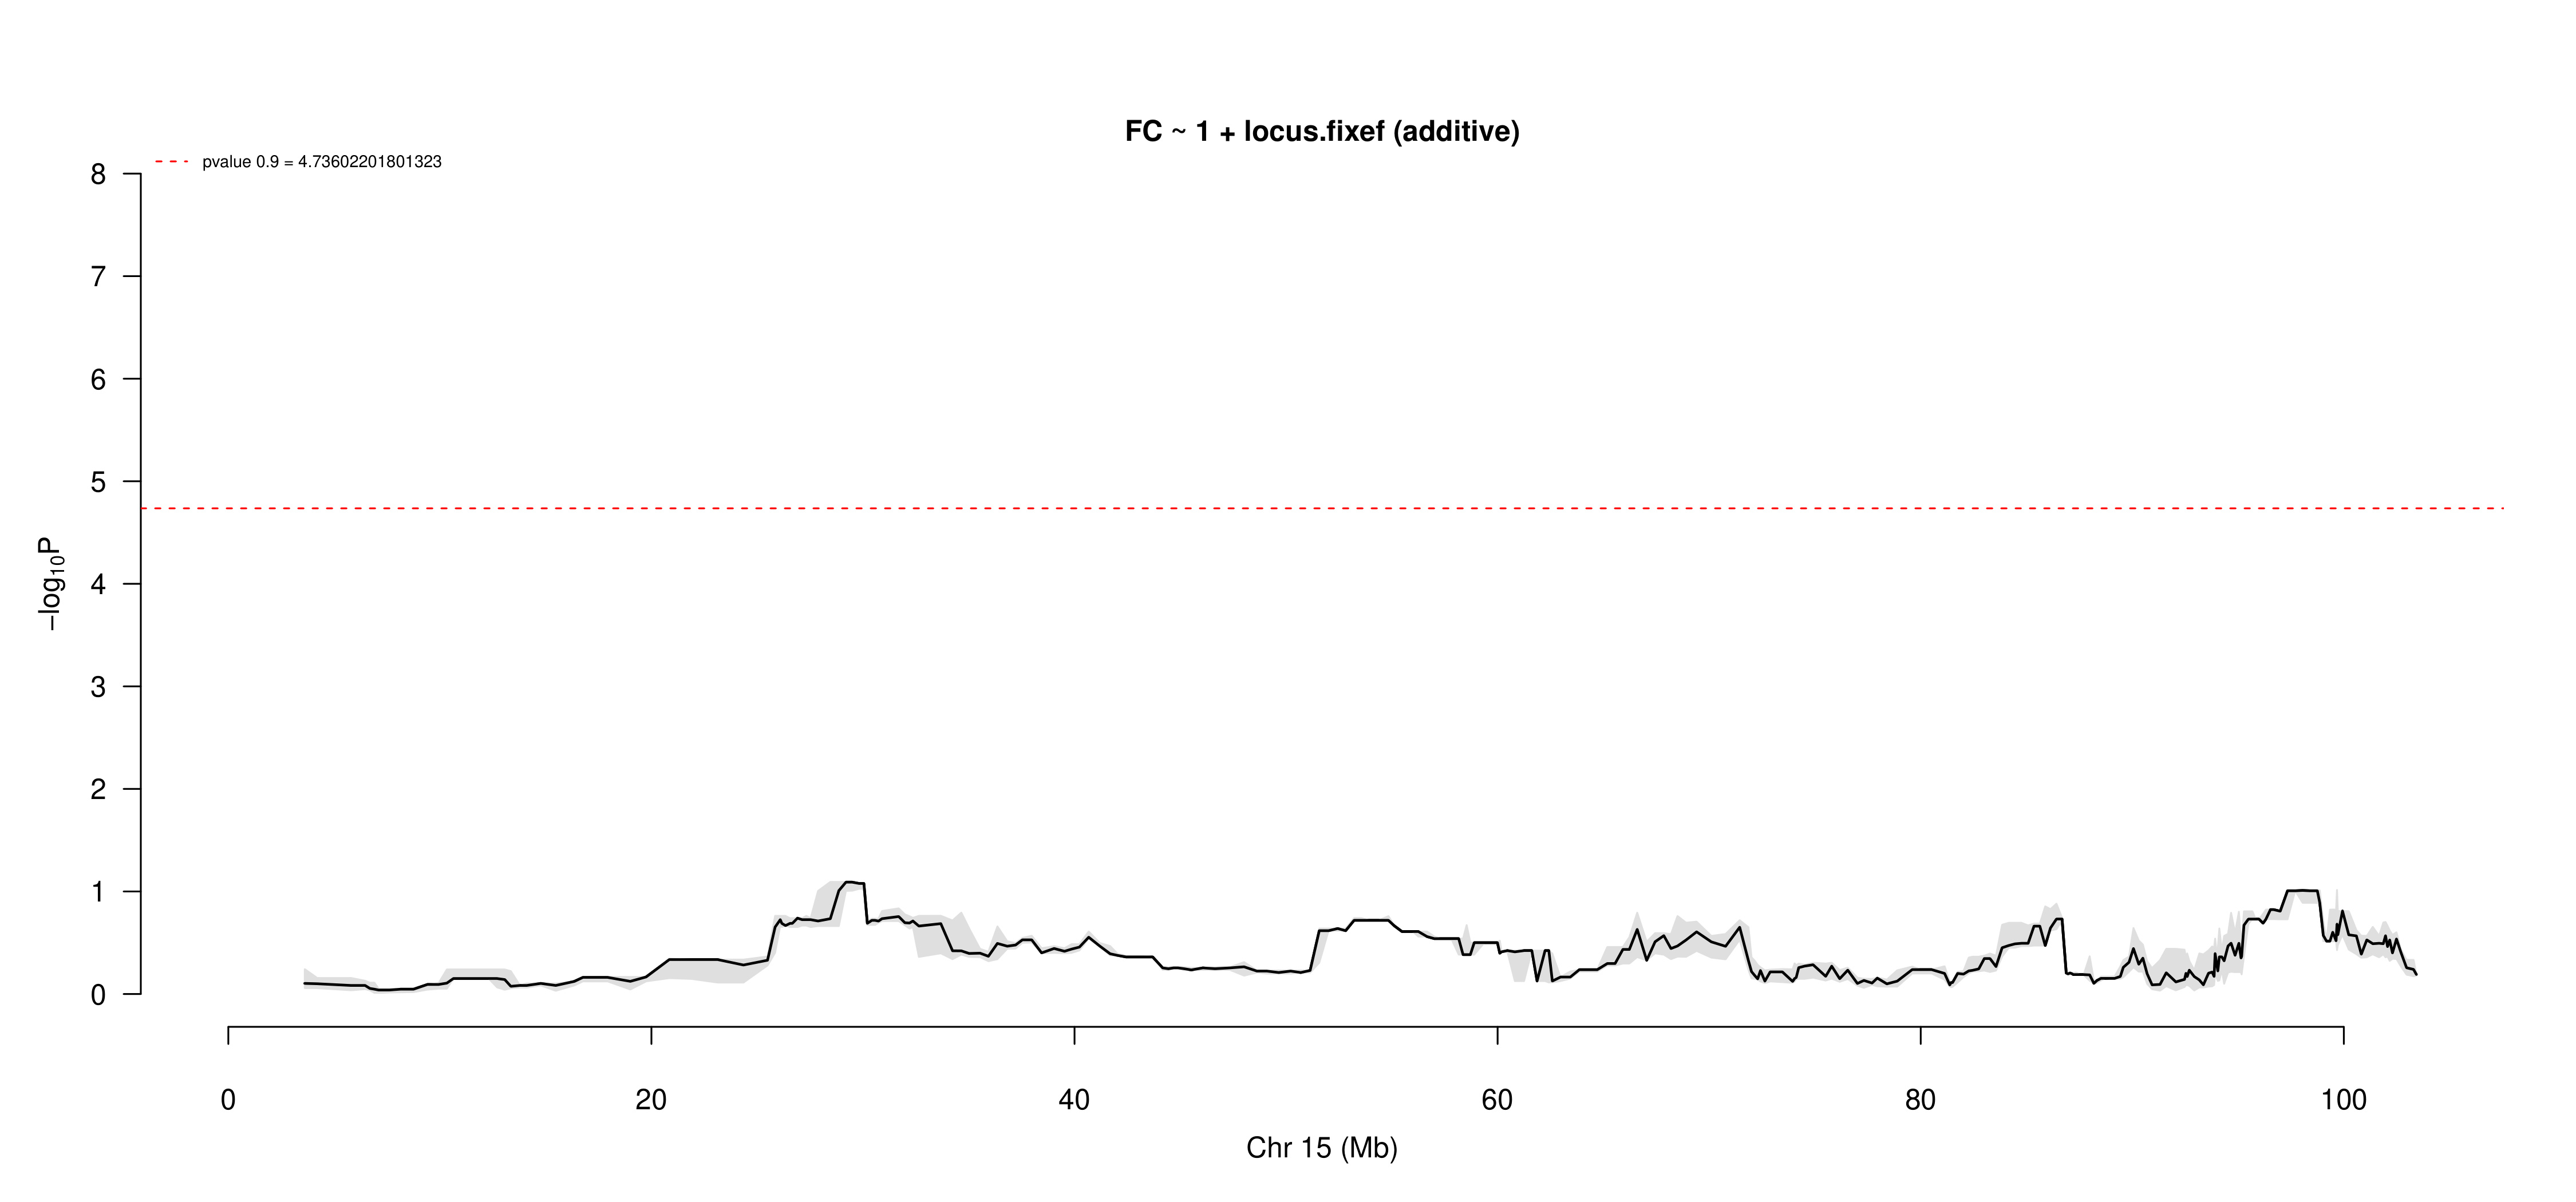 FC ~ 1 + locus.fixef (additive)
pvalue 0.9 = 4.73602201801323
8
7
6
5
4
3
2
1
0
−log10P
0 20 40 60 80 100
Chr 15 (Mb)